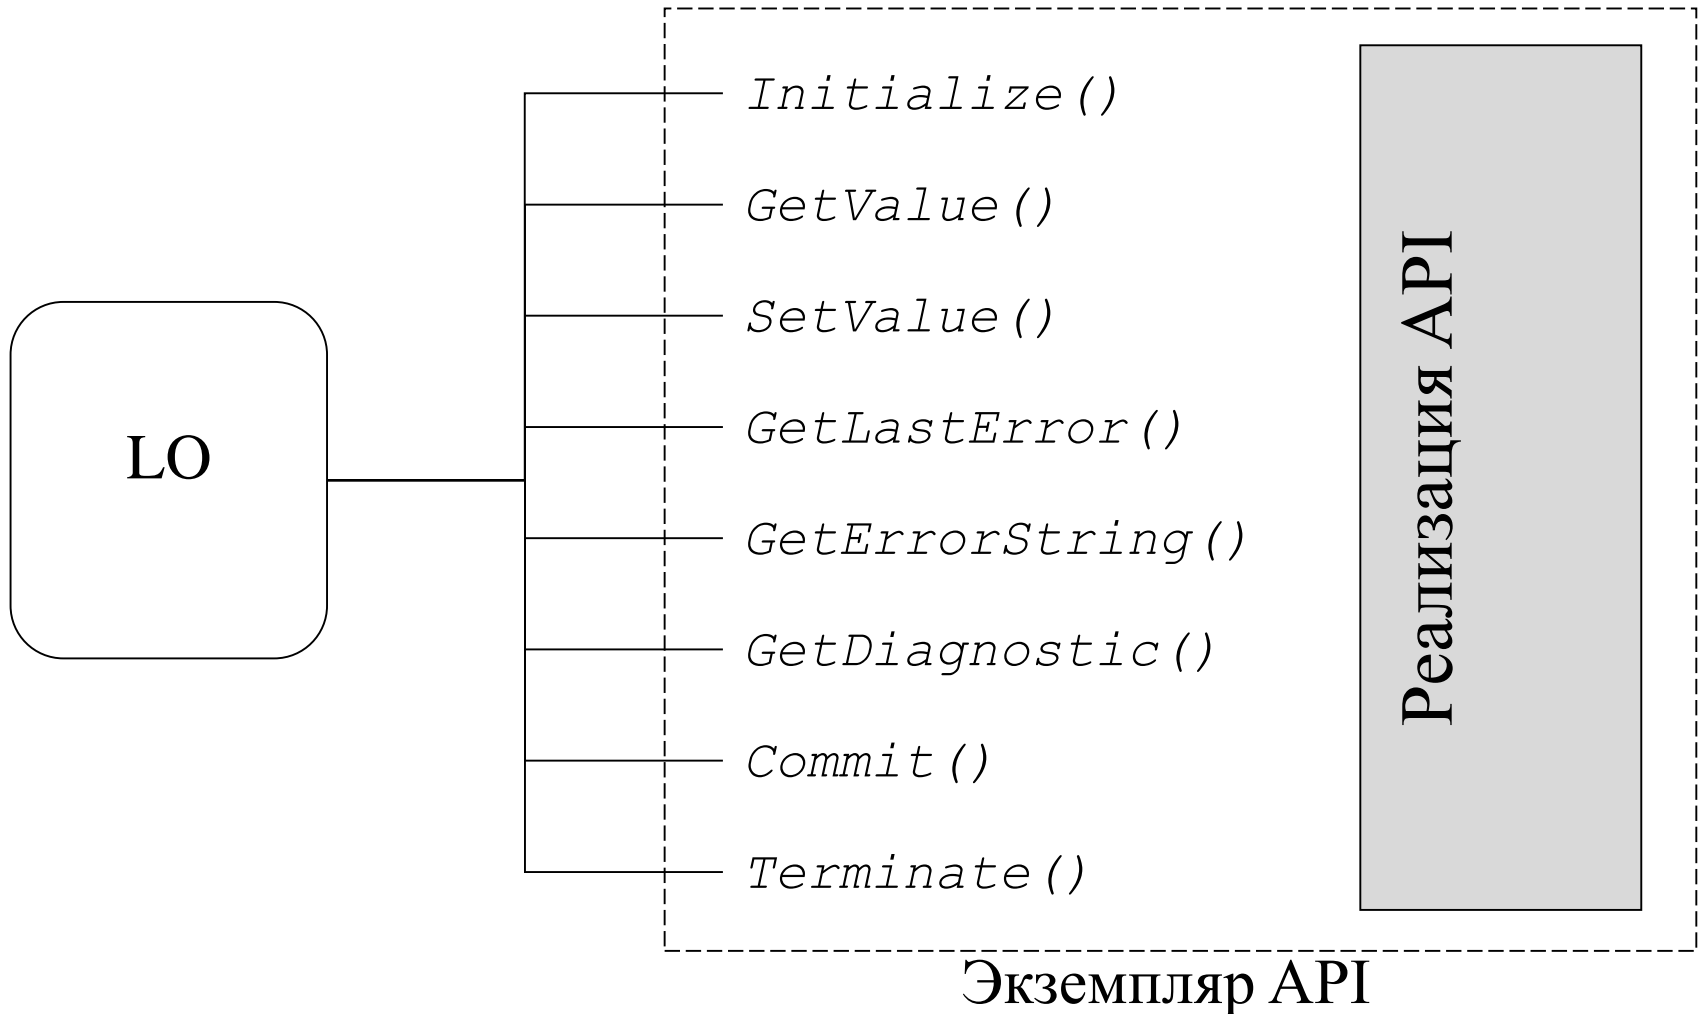 LO
Initialize()
GetValue()
SetValue()
GetLastError()
GetErrorString()
GetDiagnostic()
Commit()
Terminate()
Реализация API
Экземпляр API